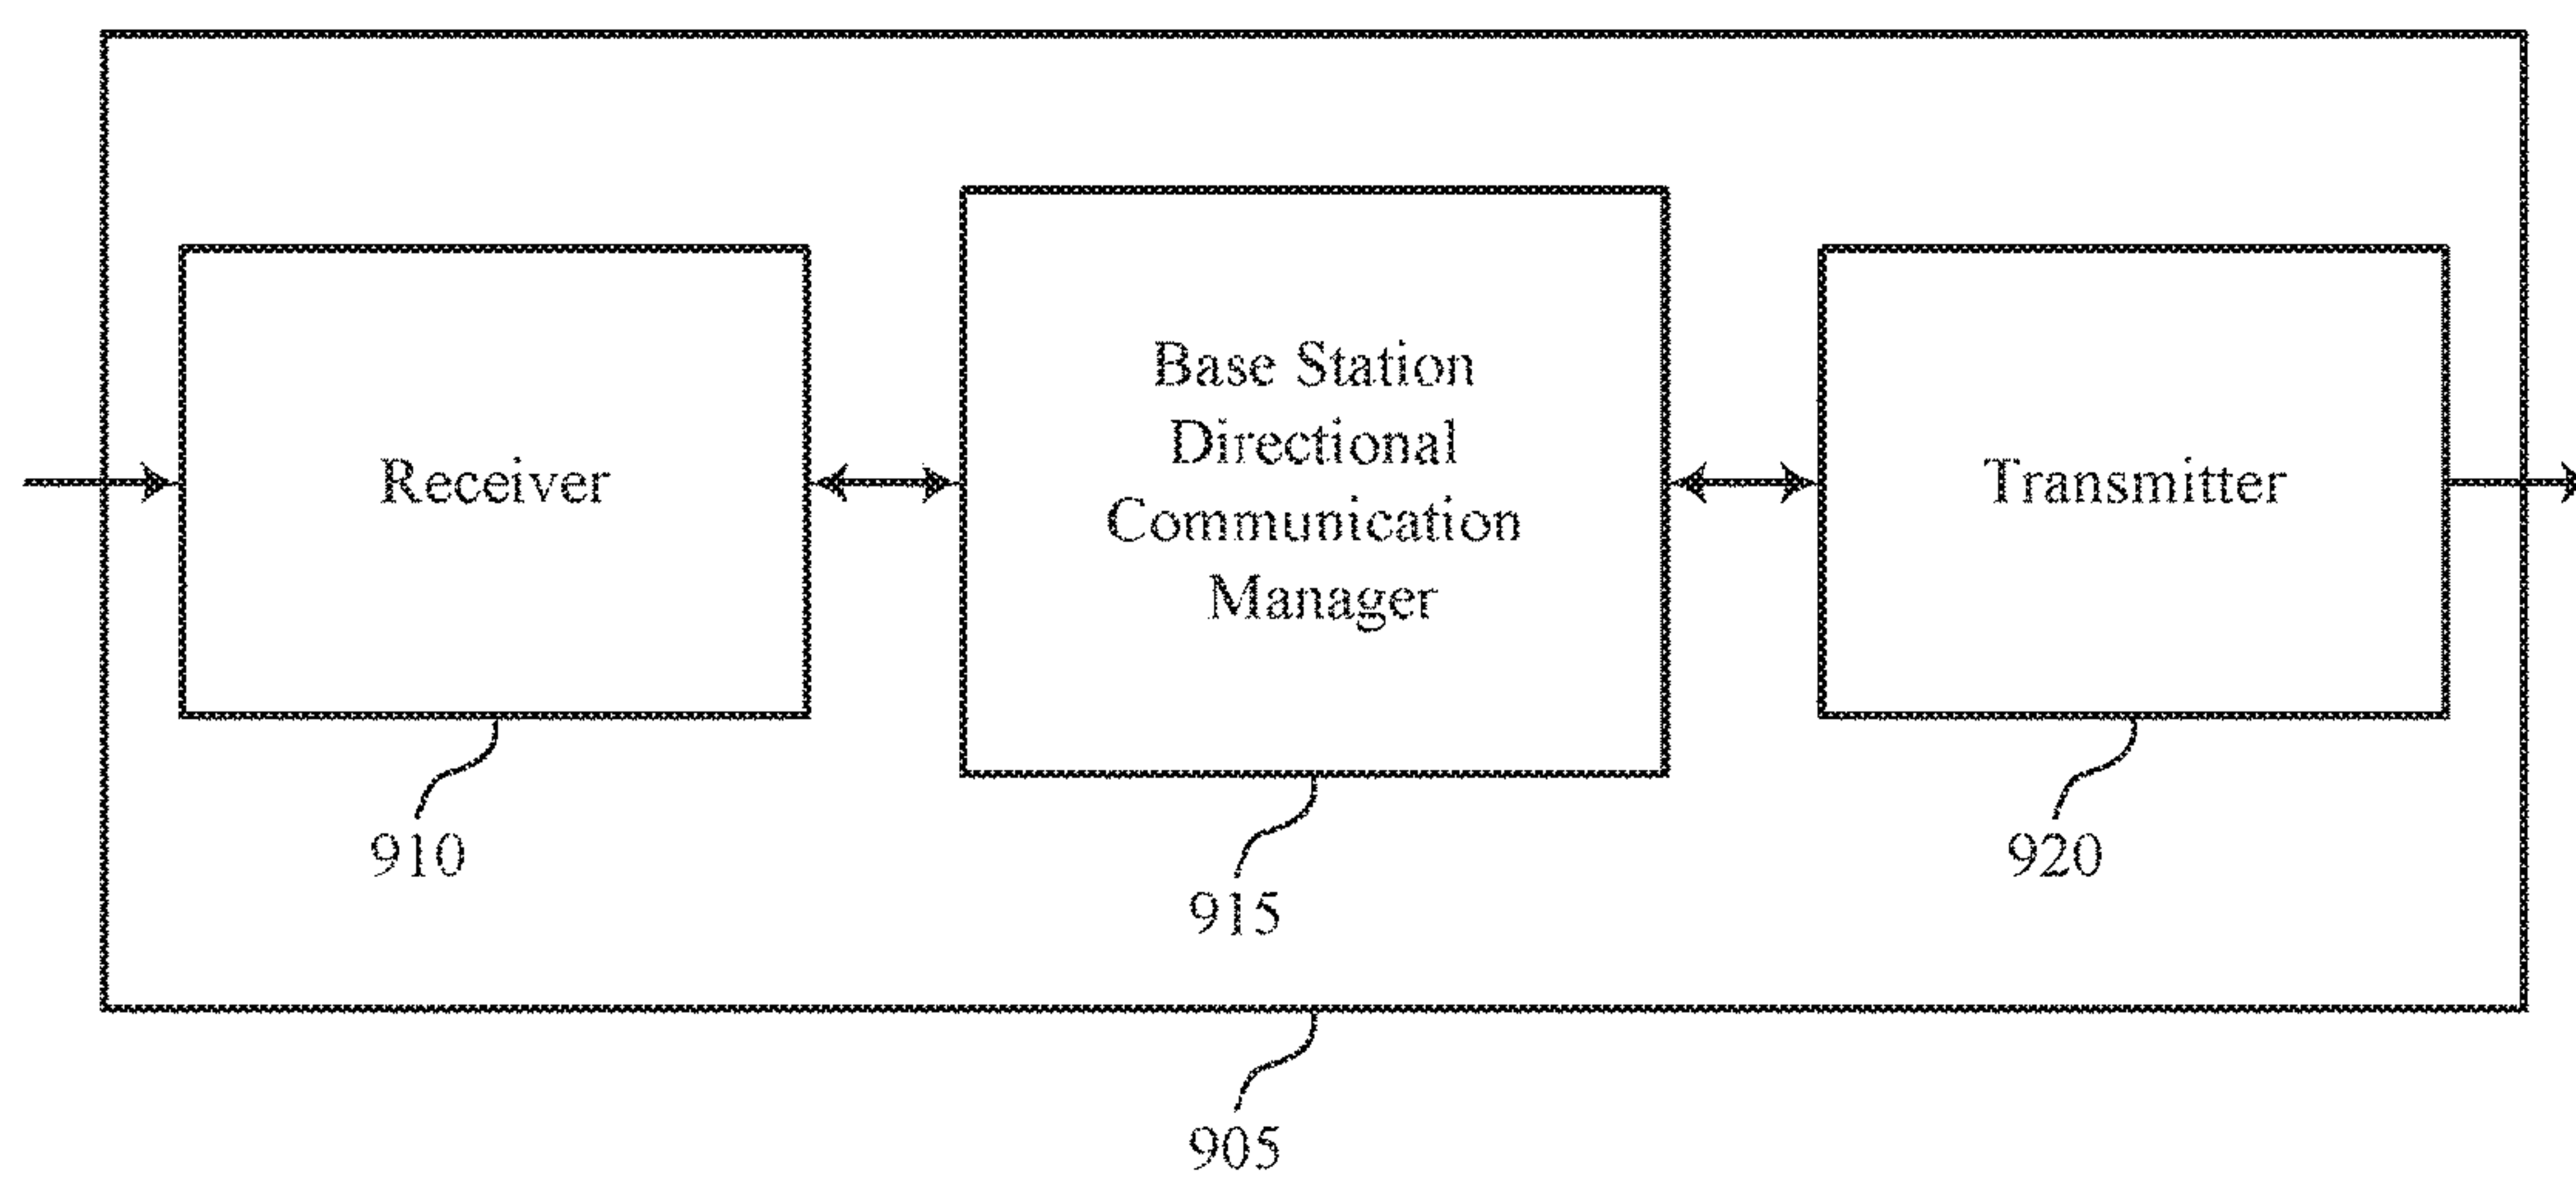 Receiver
Base Station
Directional
Communication
Manager
Transmitter
910
915
920
905